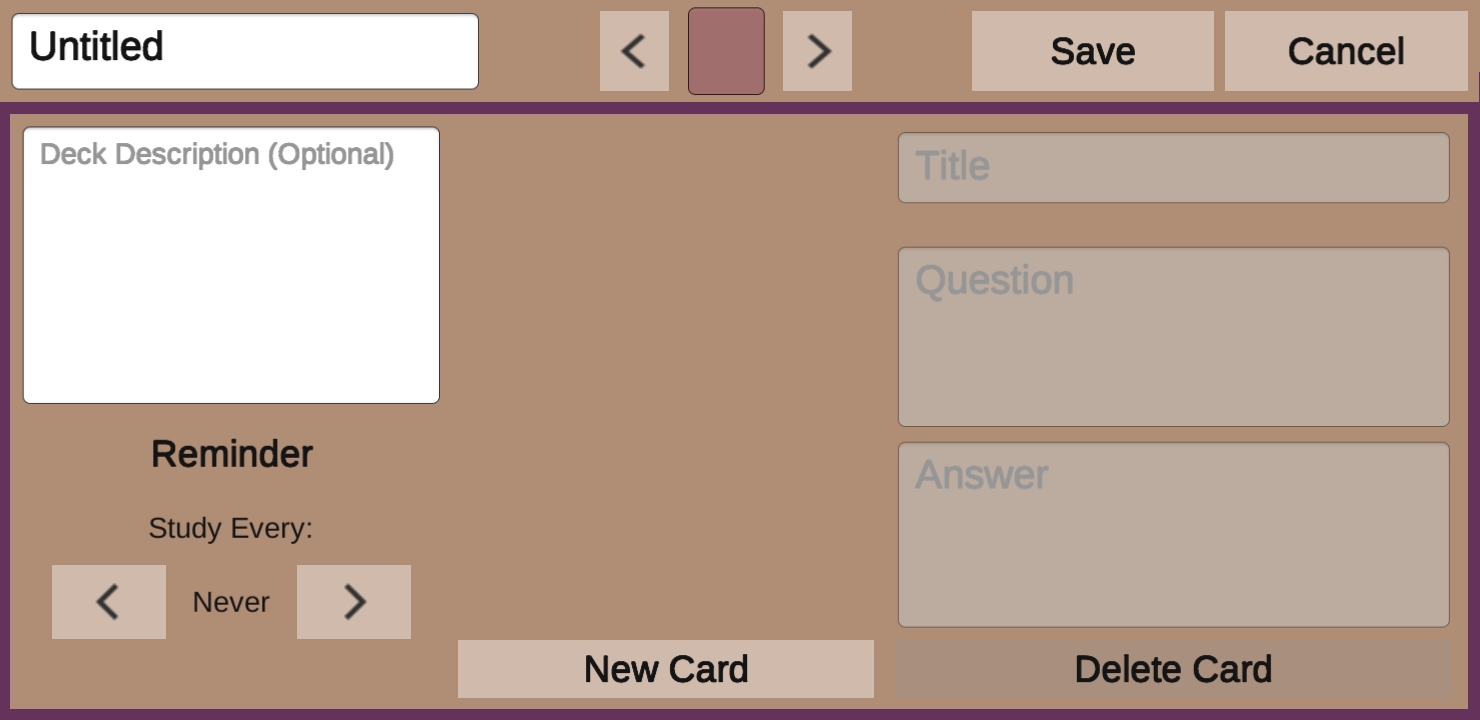 Untitled
Save
Cancel
Deck Description (Optional)
Reminder
Study Every:
Never
New Card
Title
Question
Answer
Delete Card